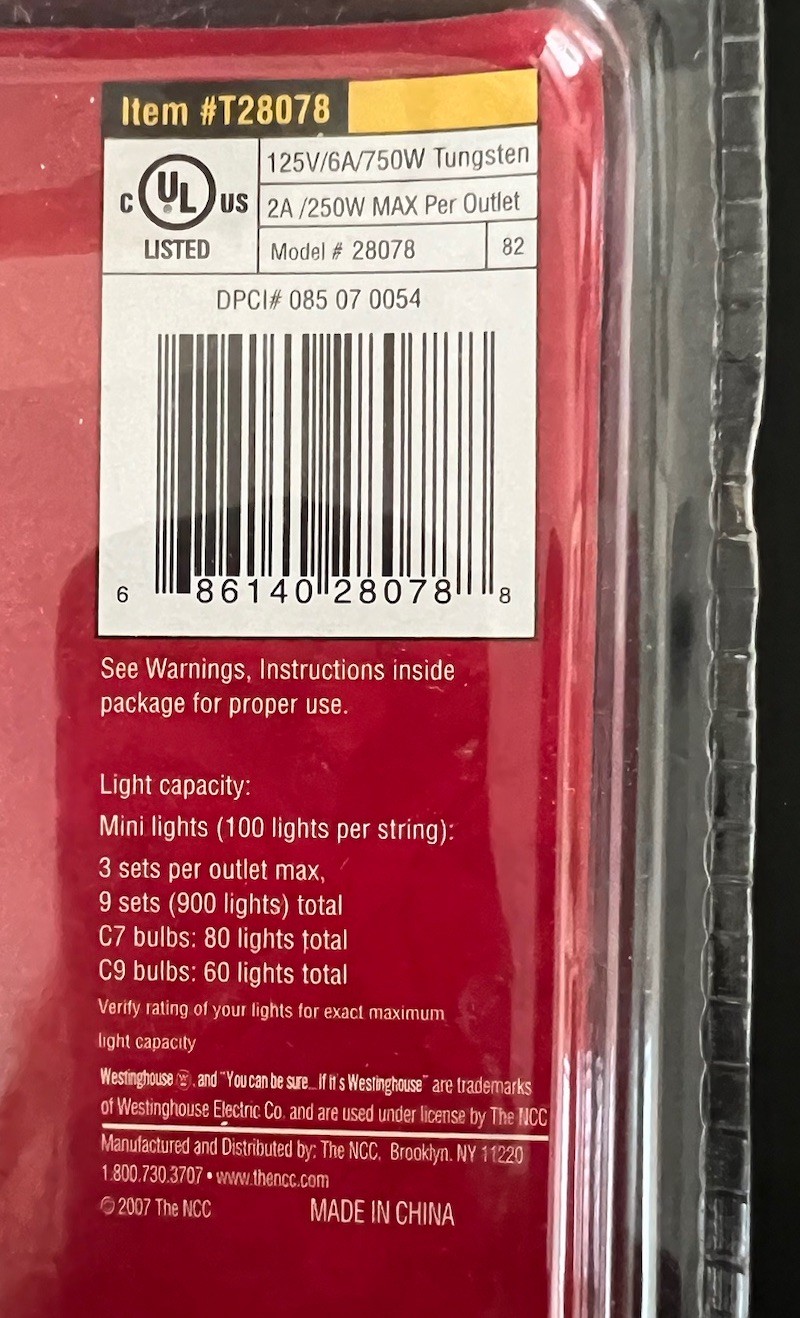 Item #T28078
C UL US
LISTED
125V/6A/750W Tungsten
2A /250W MAX Per Outlet
Model # 28078 82
DPCI# 085 07 0054
6 86140 28078 8
See Warnings, Instructions inside
package for proper use.
Light capacity:
Mini lights (100 lights per string):
3 sets per outlet max,
9 sets (900 lights) total
C7 bulbs: 80 lights total
C9 bulbs: 60 lights total
Verify rating of your lights for exact maximum
light capacity
Westinghouse W, and "You can be sure...If it's Westinghouse" are trademarks
of Westinghouse Electric Co. and are used under license by The NCC
Manufactured and Distributed by: The NCC, Brooklyn, NY 11220
1.800.730.3707 • www.thencc.com
© 2007 The NCC MADE IN CHINA